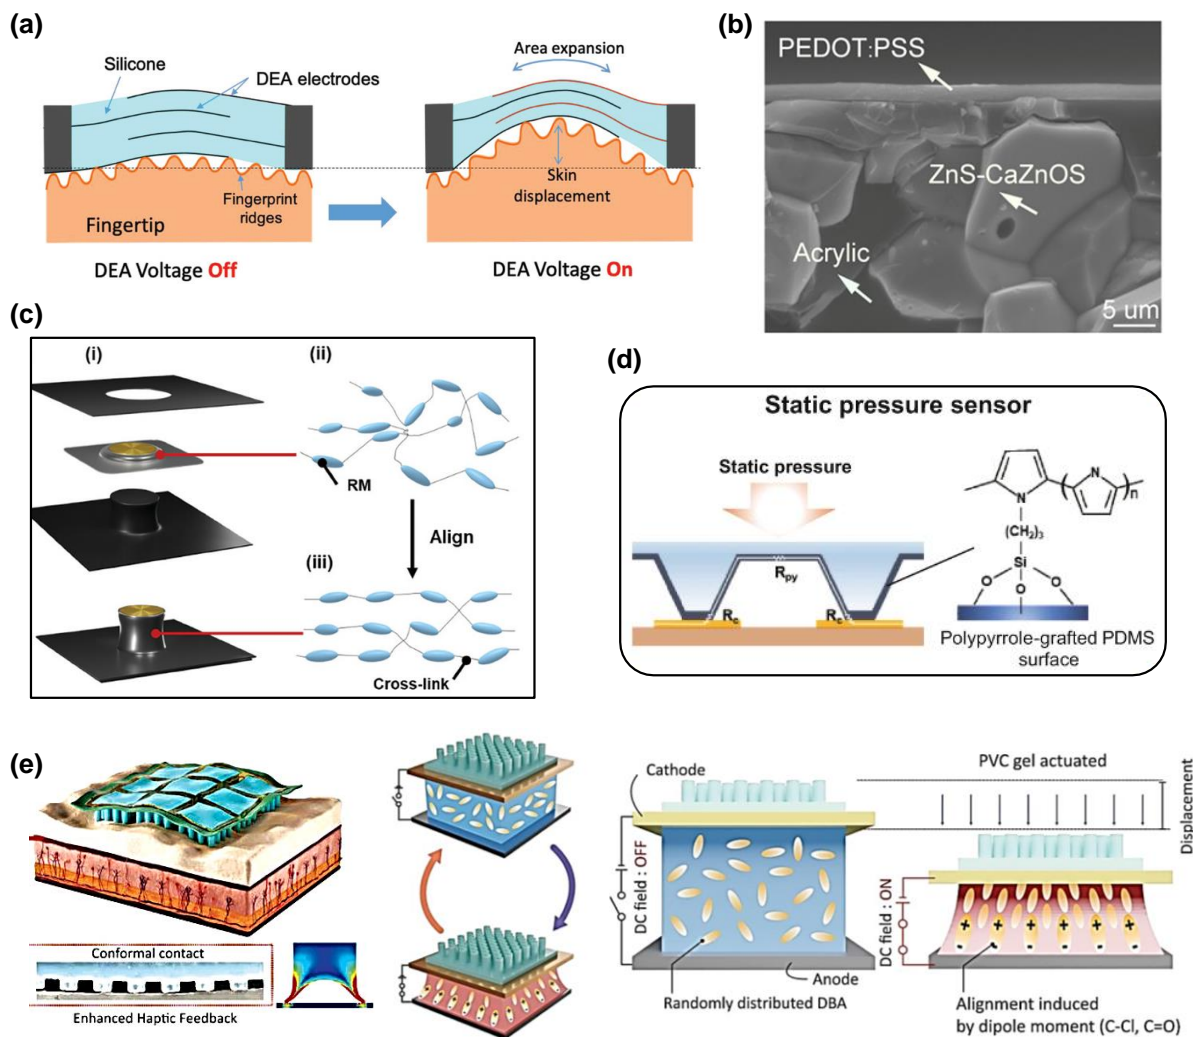 (a)
Silicone
DEA electrodes
Fingerprint
ridges
Fingertip
DEA Voltage Off
Area expansion
Skin
displacement
DEA Voltage On
(b)
PEDOT:PSS
ZnS-CaZnOS
Acrylic
5 um
(c)
(i)
(ii)
RM
Align
(iii)
Cross-link
(d)
Static pressure sensor
Static pressure
Rpy
Rc
Rc
N
N
n
(CH2)3
Si
O
O
O
Polypyrrole-grafted PDMS
surface
(e)
Conformal contact
Enhanced Haptic Feedback
Cathode
DC field : OFF
Anode
Randomly distributed DBA
PVC gel actuated
Displacement
DC field : ON
+ + + + + +
Alignment induced
by dipole moment (C-Cl, C=O)